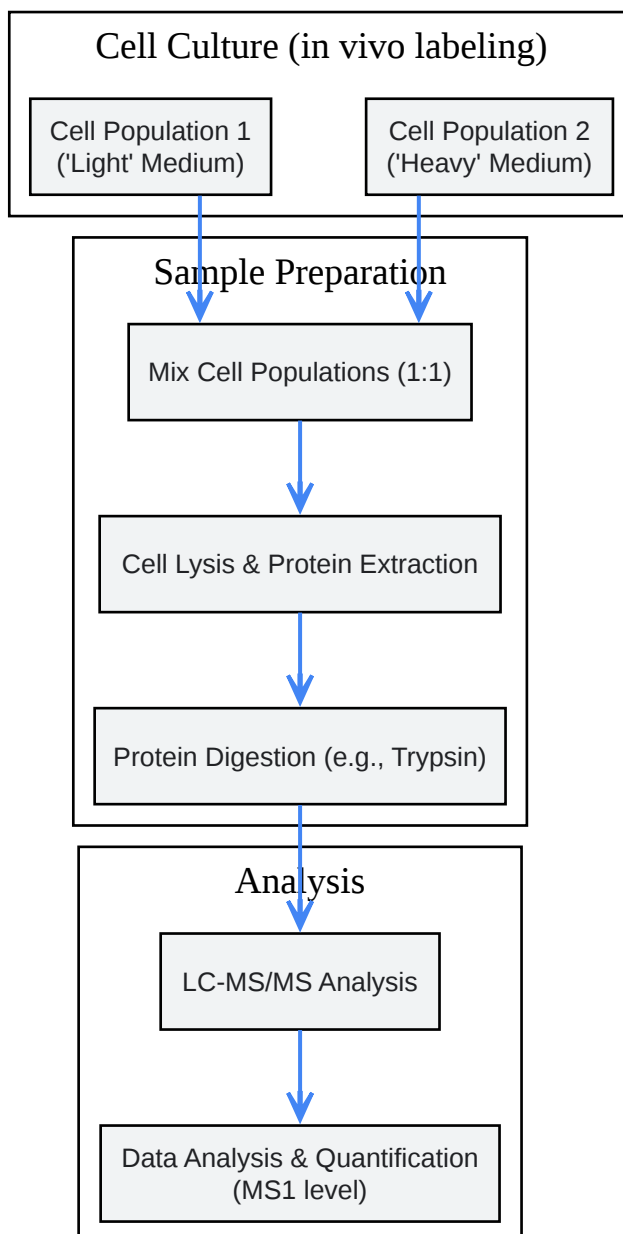 Cell Culture (in vivo labeling)
Cell Population 1
('Light' Medium)
Cell Population 2
('Heavy' Medium)
Sample Preparation
Mix Cell Populations (1:1)
Cell Lysis & Protein Extraction
Protein Digestion (e.g., Trypsin)
Analysis
LC-MS/MS Analysis
Data Analysis & Quantification
(MS1 level)